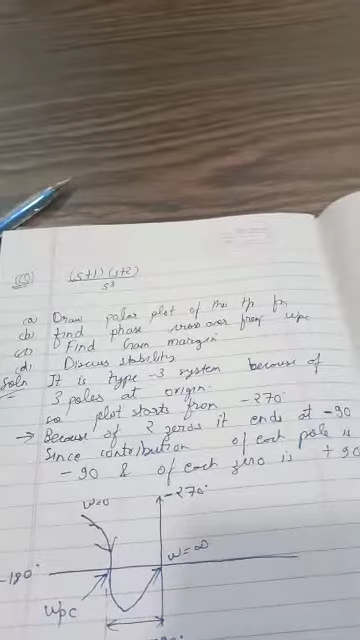 (Q) (s+1)(s+2)
s³
(a) Draw polar plot of the tp fn
(b) find phase cross over freq wpc
(c) Find Gain margin
(d) Discuss stability
Soln It is type-3 system because of
3 poles at origin.
so plot starts from -270°
→ Because of 2 zeros it ends at -90
Since contribution of each pole is
-90 & of each zero is +90
w=0
-270°
w=∞
-180°
wpc